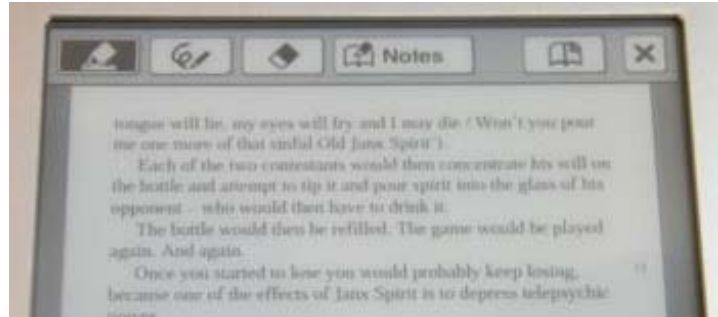 Notes
tongue will lie, my eyes will fry and I may die / Won't you pour
me one more of that sinful Old Janx Spirit').
Each of the two contestants would then concentrate his will on
the bottle and attempt to tip it and pour spirit into the glass of his
opponent – who would then have to drink it.
The bottle would then be refilled. The game would be played
again. And again.
Once you started to lose you would probably keep losing,
because one of the effects of Janx Spirit is to depress telepsychic
power.